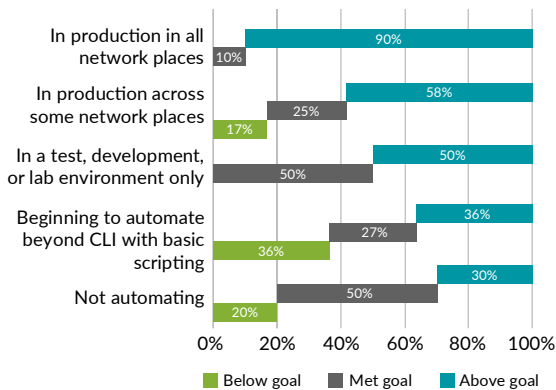 In production in all
network places
90%
10%
In production across
some network places
58%
25%
17%
In a test, development,
or lab environment only
50%
50%
Beginning to automate
beyond CLI with basic
scripting
36%
27%
36%
Not automating
30%
50%
20%
0% 20% 40% 60% 80% 100%
Below goal Met goal Above goal